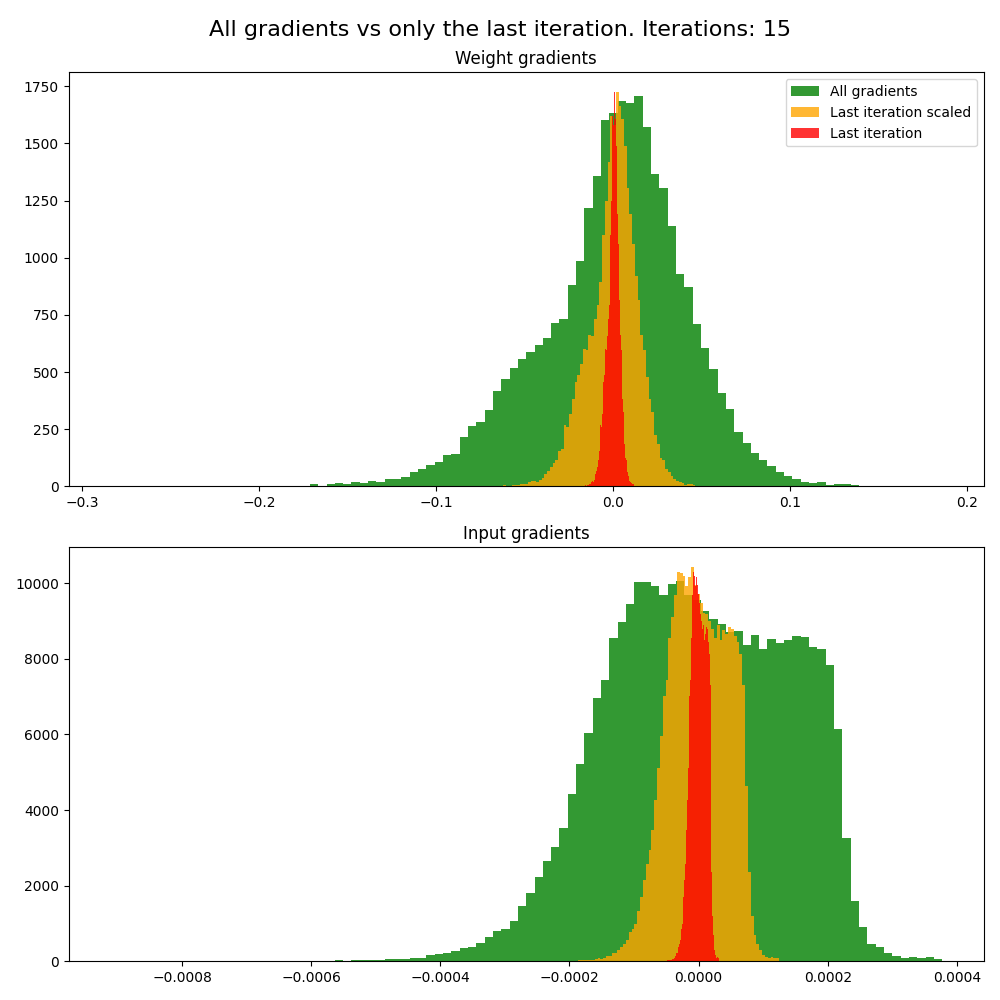 All gradients vs only the last iteration. Iterations: 15
Weight gradients
1750
1500
1250
1000
750
500
250
0
All gradients
Last iteration scaled
Last iteration
−0.3 −0.2 −0.1 0.0 0.1 0.2
Input gradients
10000
8000
6000
4000
2000
0
−0.0008 −0.0006 −0.0004 −0.0002 0.0000 0.0002 0.0004